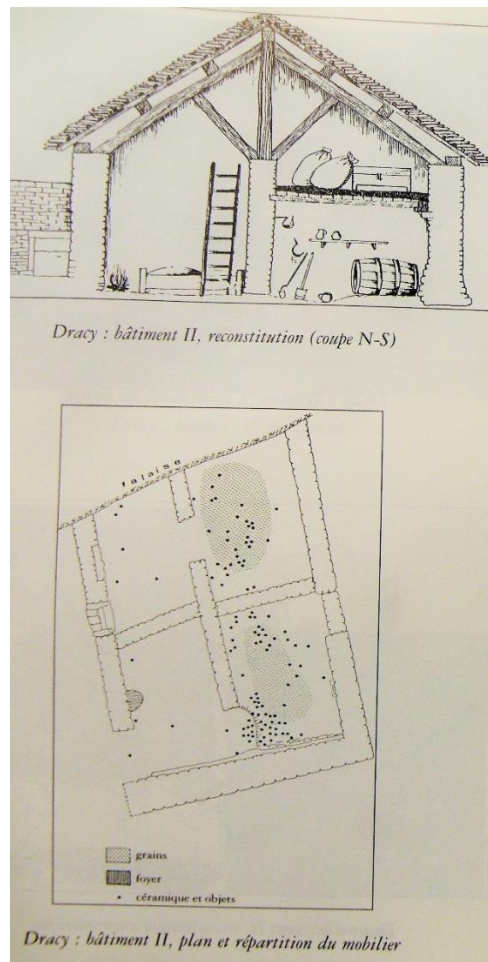 Dracy : bâtiment II, reconstitution (coupe N-S)
falaise
grains
foyer
céramique et objets
Dracy : bâtiment II, plan et répartition du mobilier